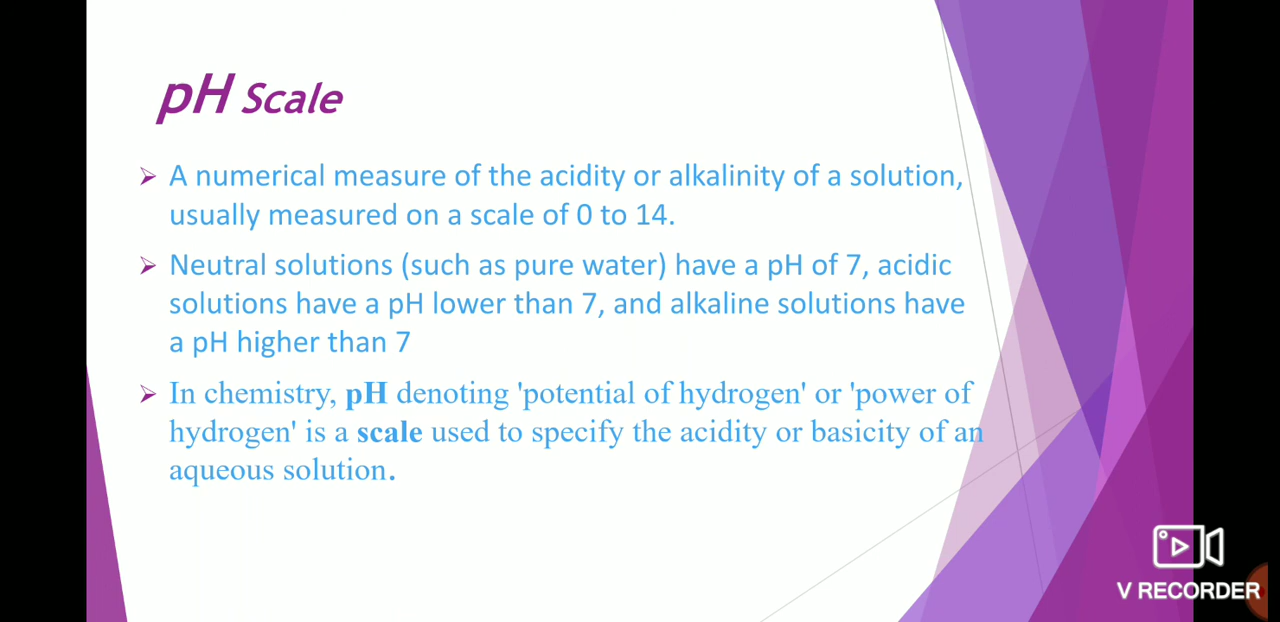 pH Scale
A numerical measure of the acidity or alkalinity of a solution,
usually measured on a scale of 0 to 14.
Neutral solutions (such as pure water) have a pH of 7, acidic
solutions have a pH lower than 7, and alkaline solutions have
a pH higher than 7
In chemistry, pH denoting 'potential of hydrogen' or 'power of
hydrogen' is a scale used to specify the acidity or basicity of an
aqueous solution.
V RECORDER